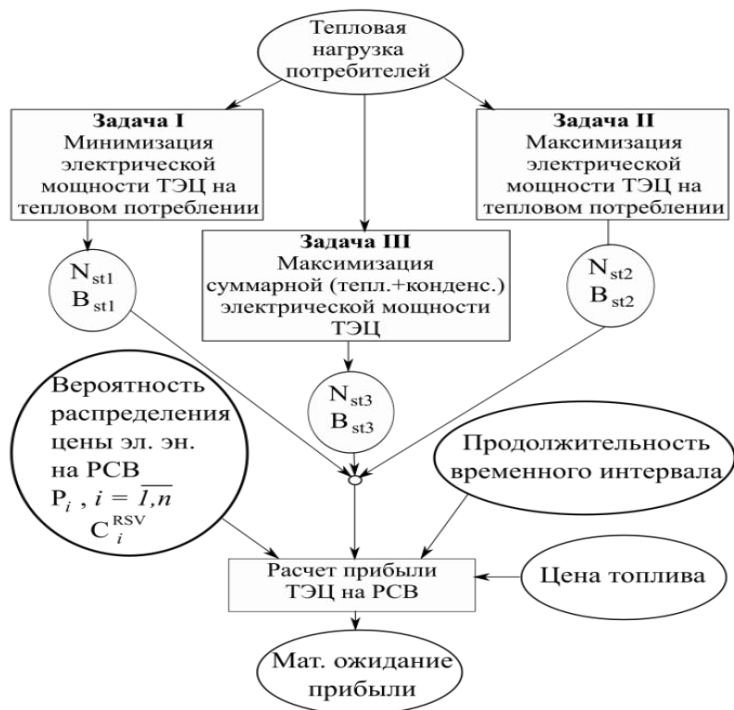 Тепловая
нагрузка
потребителей
Задача I
Минимизация
электрической
мощности ТЭЦ на
тепловом потреблении
Задача II
Максимизация
электрической
мощности ТЭЦ на
тепловом потреблении
Задача III
Максимизация
суммарной (тепл.+конденс.)
электрической мощности
ТЭЦ
N st1
B st1
N st2
B st2
N st3
B st3
Вероятность
распределения
цены эл. эн.
на РСВ
P i , i = 1,n
C i RSV
Продолжительность
временного интервала
Расчет прибыли
ТЭЦ на РСВ
Цена топлива
Мат. ожидание
прибыли